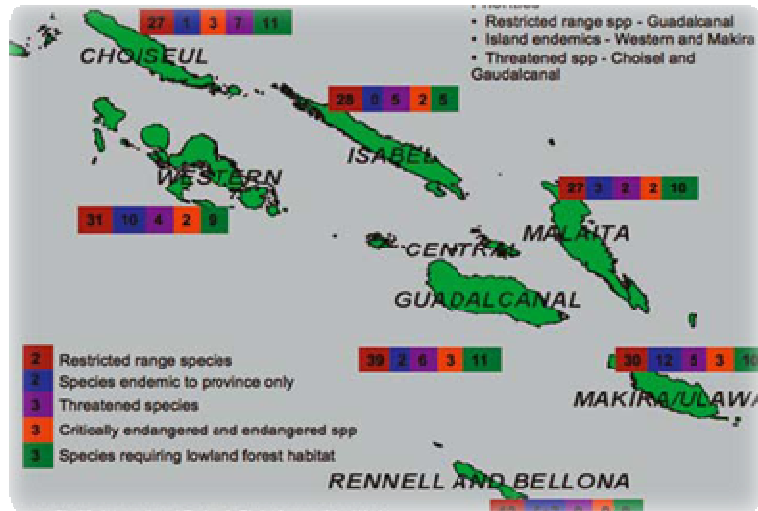 • Restricted range spp - Guadalcanal
• Island endemics - Western and Makira
• Threatened spp - Choisel and
Gaudalcanal
27 1 3 7 11
CHOISEUL
28 0 5 2 5
ISABEL
WESTERN
31 10 4 2 9
27 3 2 2 10
MALAITA
CENTRAL
GUADALCANAL
39 2 6 3 11
30 12 5 3 10
MAKIRA/ULAWA
2 Restricted range species
2 Species endemic to province only
3 Threatened species
3 Critically endangered and endangered spp
3 Species requiring lowland forest habitat
RENNELL AND BELLONA